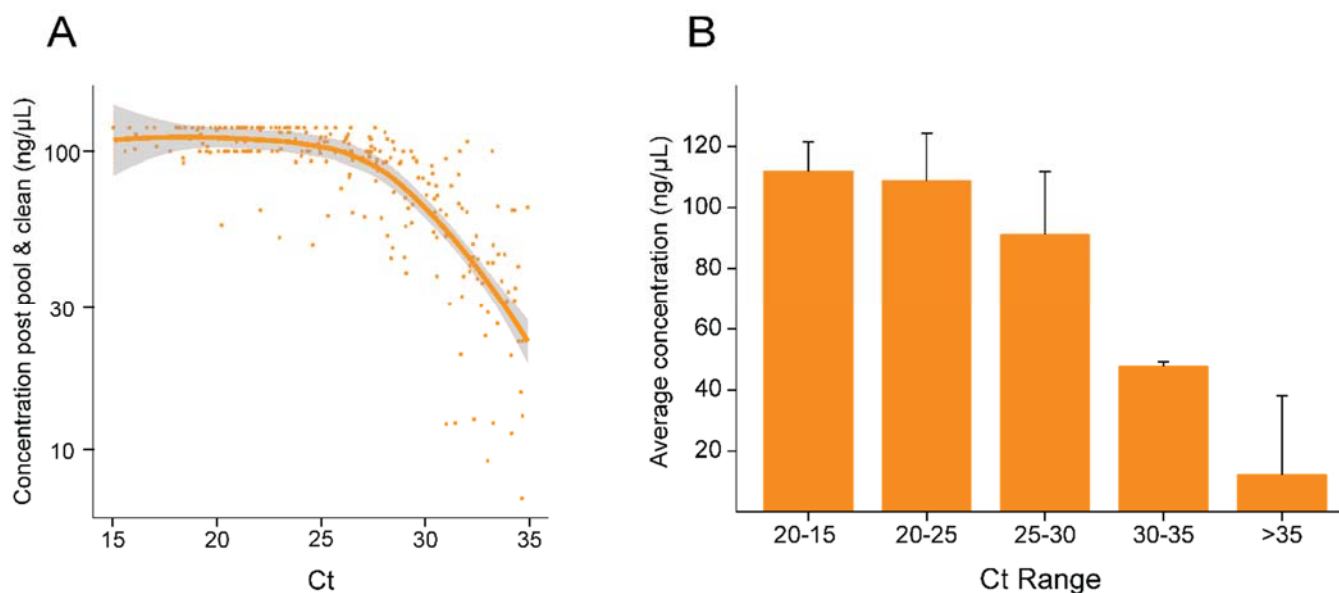 A
Concentration post pool & clean (ng/µL)
100
30
10
15 20 25 30 35
Ct
B
Average concentration (ng/µL)
120
100
80
60
40
20
20-15 20-25 25-30 30-35 >35
Ct Range